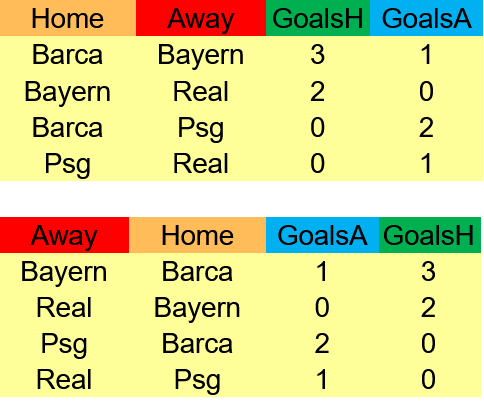 Home Away GoalsH GoalsA
Barca Bayern 3 1
Bayern Real 2 0
Barca Psg 0 2
Psg Real 0 1
Away Home GoalsA GoalsH
Bayern Barca 1 3
Real Bayern 0 2
Psg Barca 2 0
Real Psg 1 0